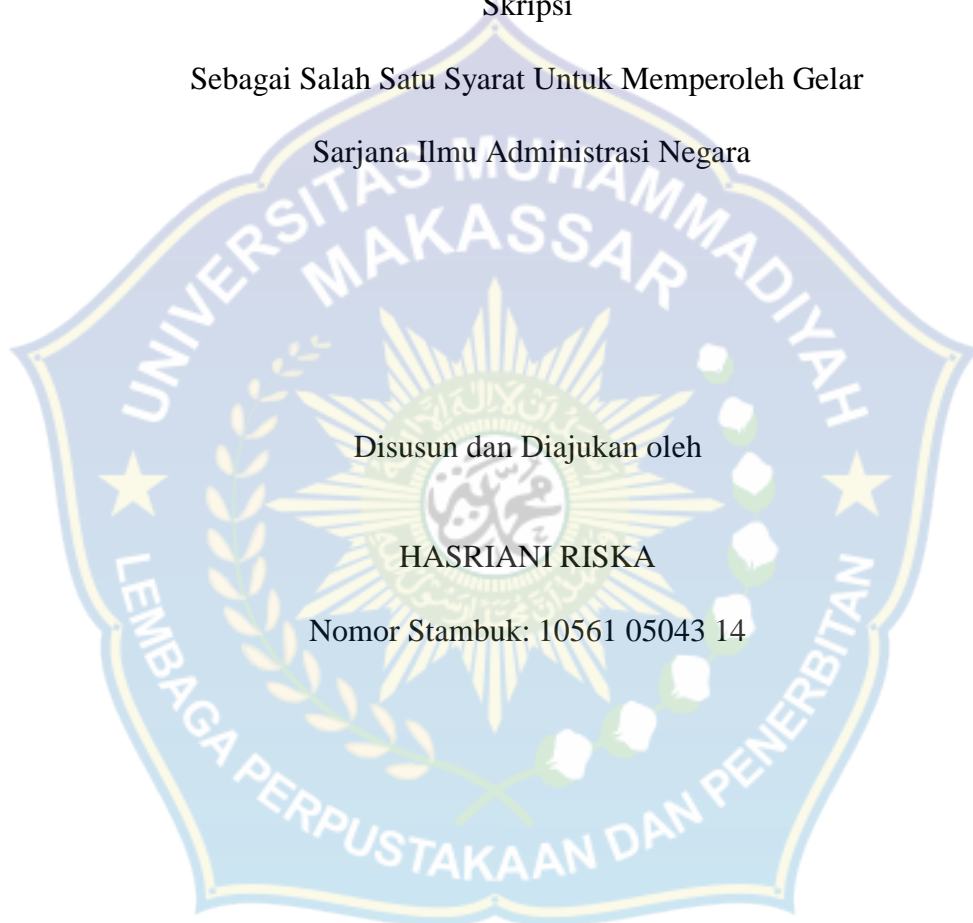 Skripsi
Sebagai Salah Satu Syarat Untuk Memperoleh Gelar
Sarjana Ilmu Administrasi Negara
UNIVERSITAS MUHAMMADIYAH
MAKASSAR
Disusun dan Diajukan oleh
HASRIANI RISKA
Nomor Stambuk: 10561 05043 14
LEMBAGA PERPUSTAKAAN DAN PENERBITAN